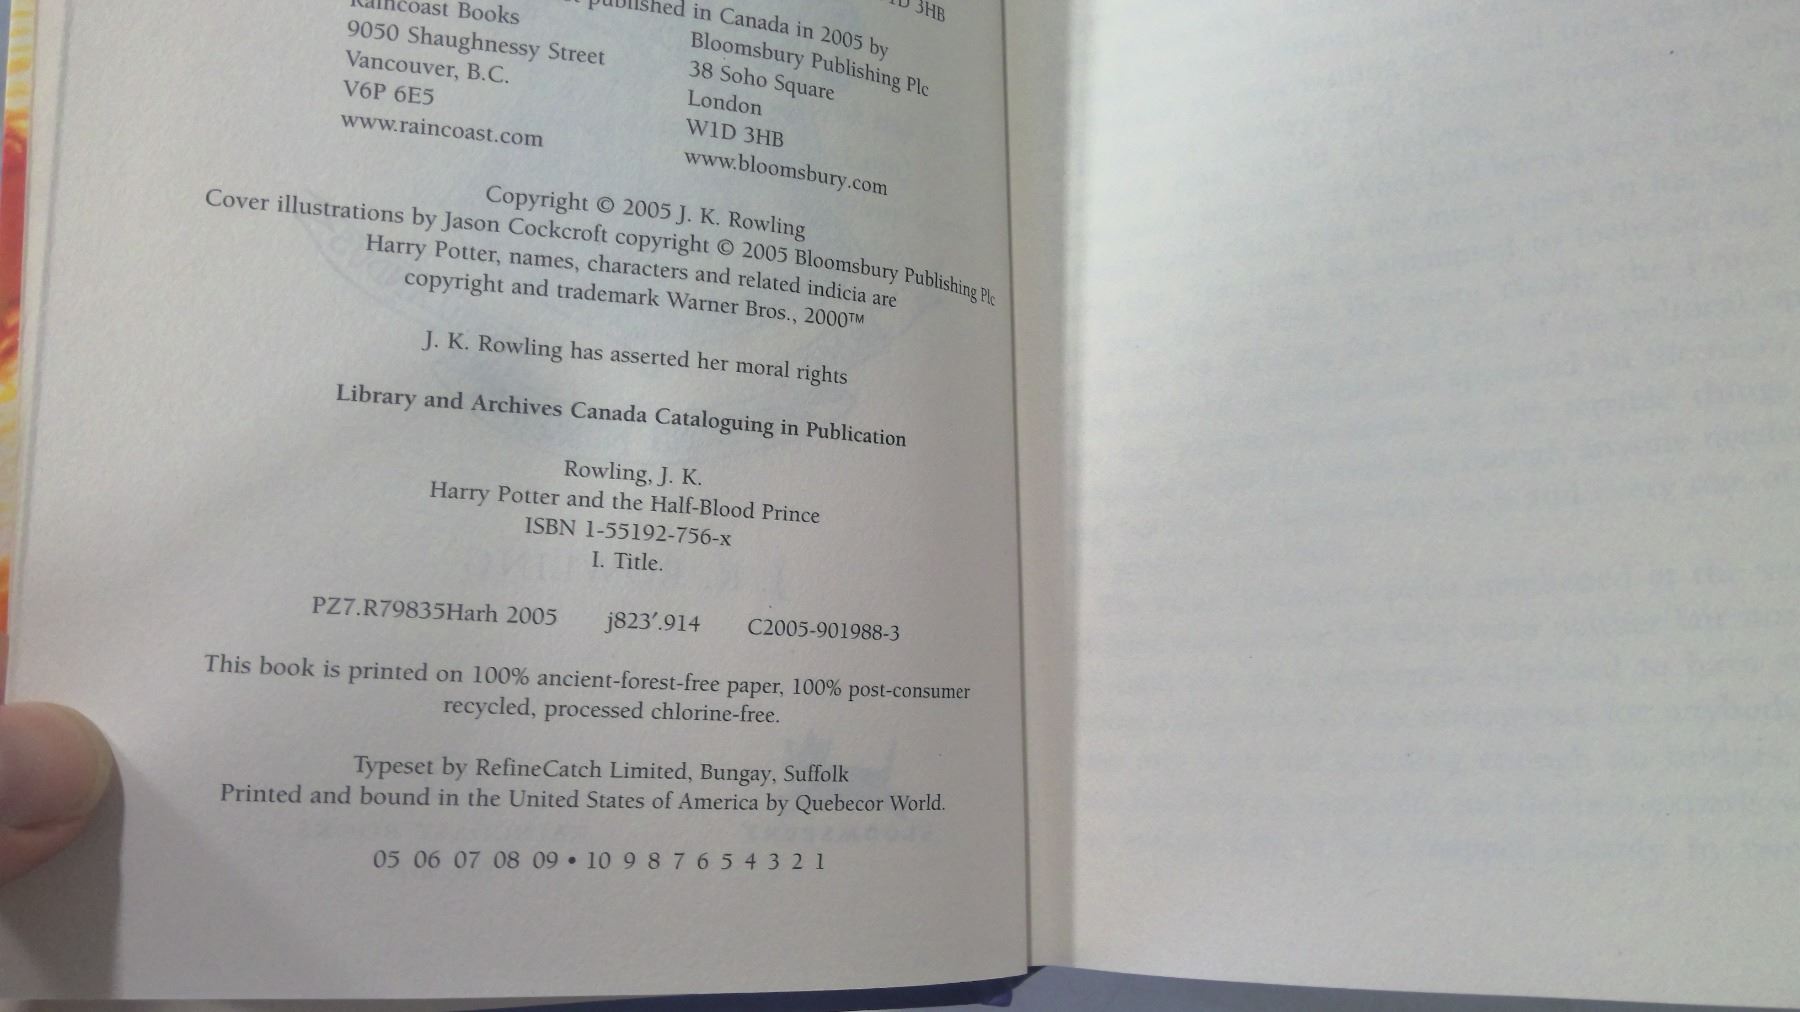 1D 3HB
published in Canada in 2005 by
Raincoast Books
9050 Shaughnessy Street
Vancouver, B.C.
V6P 6E5
www.raincoast.com
Bloomsbury Publishing Plc
38 Soho Square
London
W1D 3HB
www.bloomsbury.com
Copyright © 2005 J. K. Rowling
Cover illustrations by Jason Cockcroft copyright © 2005 Bloomsbury Publishing Plc
Harry Potter, names, characters and related indicia are
copyright and trademark Warner Bros., 2000™
J. K. Rowling has asserted her moral rights
Library and Archives Canada Cataloguing in Publication
Rowling, J. K.
Harry Potter and the Half-Blood Prince
ISBN 1-55192-756-x
I. Title.
PZ7.R79835Harh 2005 j823′.914 C2005-901988-3
This book is printed on 100% ancient-forest-free paper, 100% post-consumer
recycled, processed chlorine-free.
Typeset by RefineCatch Limited, Bungay, Suffolk
Printed and bound in the United States of America by Quebecor World.
05 06 07 08 09 • 10 9 8 7 6 5 4 3 2 1